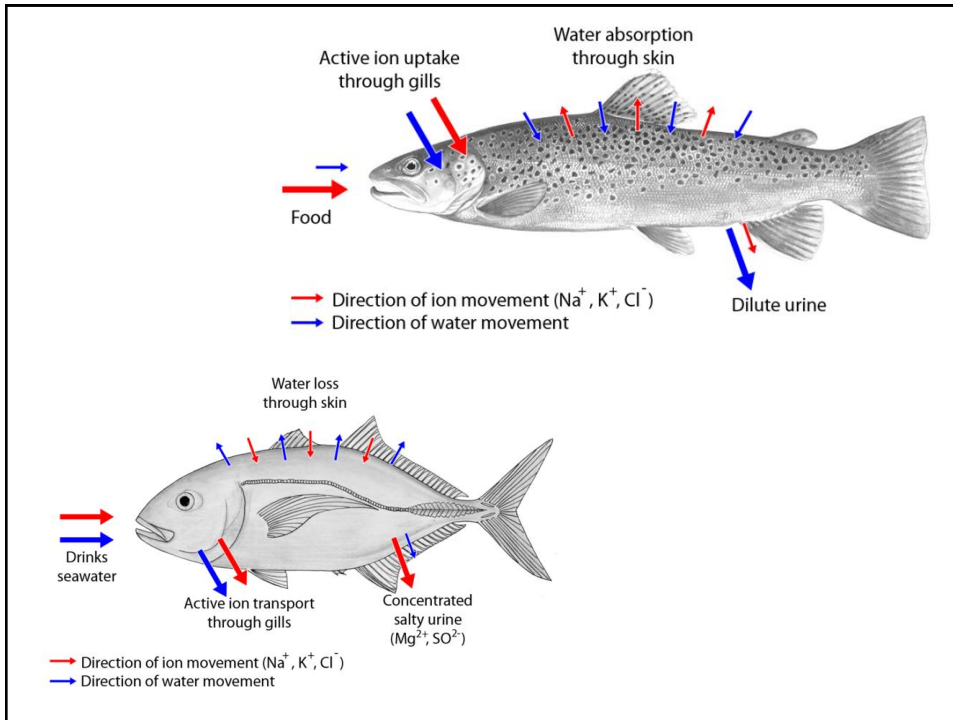 Active ion uptake
through gills
Water absorption
through skin
Food
Direction of ion movement (Na⁺, K⁺, Cl⁻)
Direction of water movement
Dilute urine
Water loss
through skin
Drinks
seawater
Active ion transport
through gills
Concentrated
salty urine
(Mg²⁺, SO²⁻)
Direction of ion movement (Na⁺, K⁺, Cl⁻)
Direction of water movement